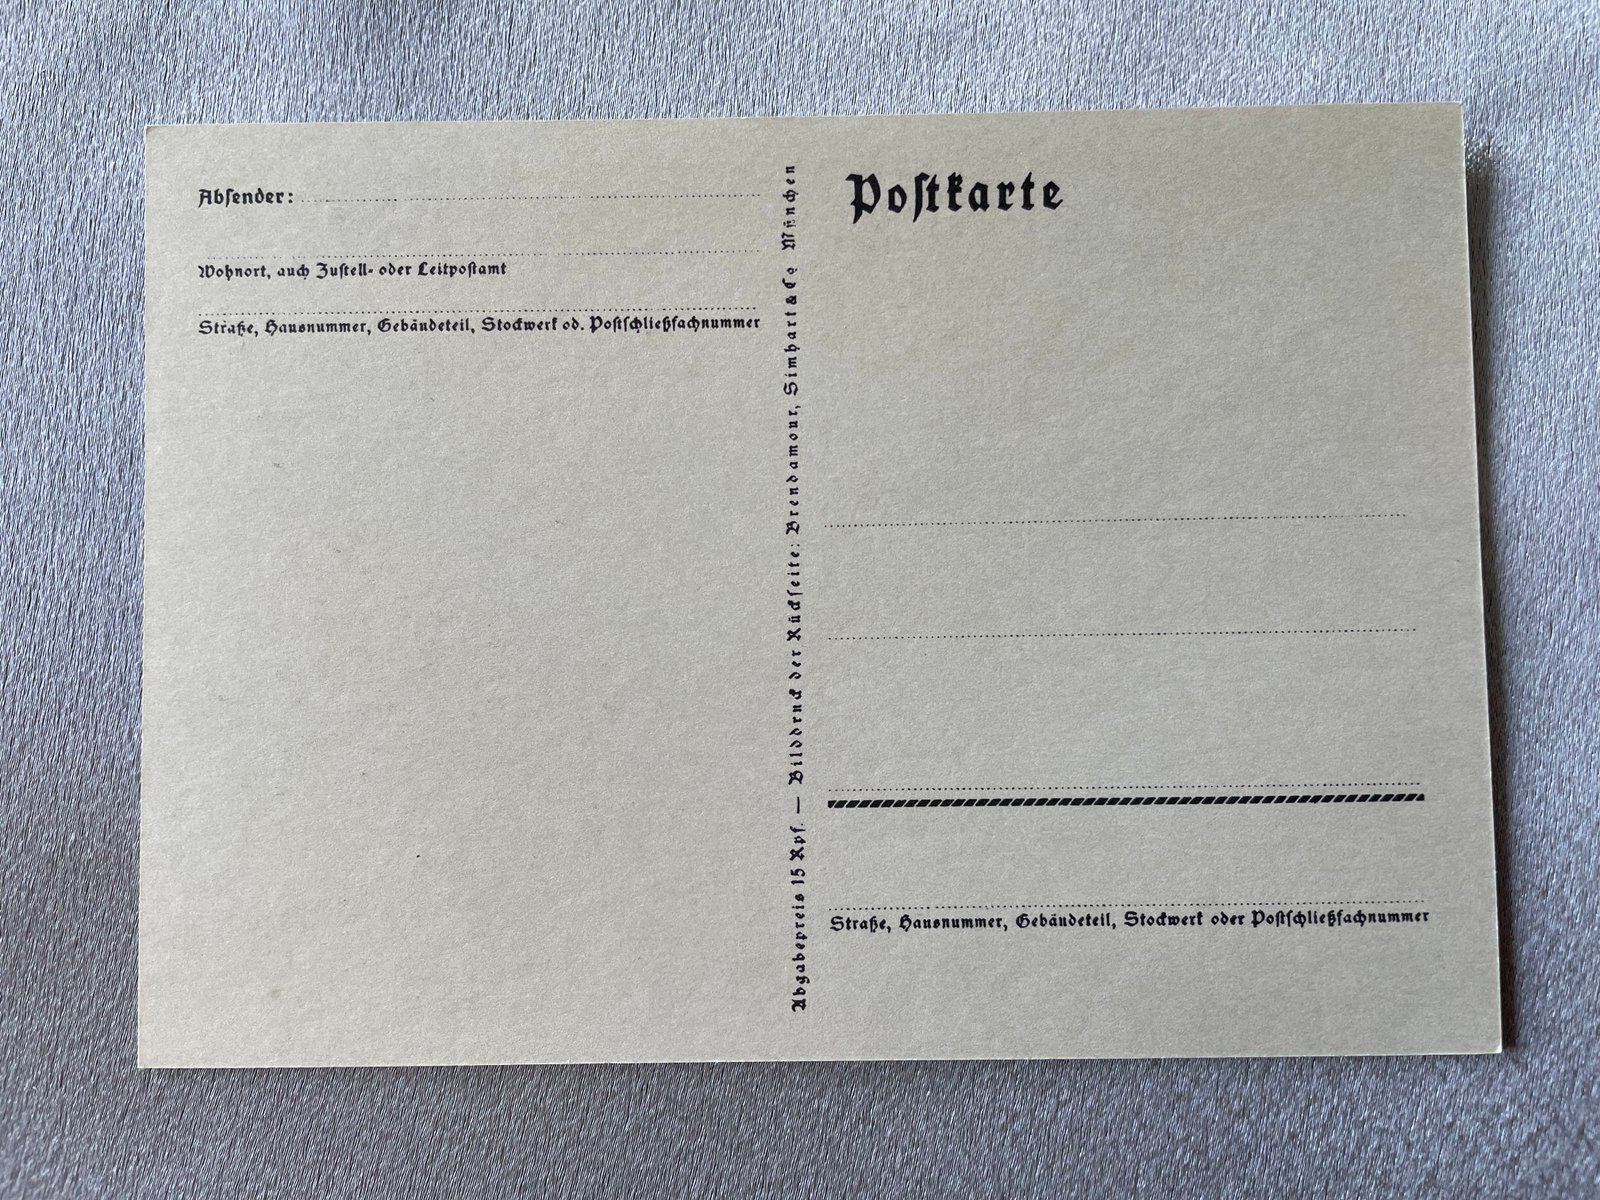 Abſender:
Wohnort, auch Zuſtell- oder Leitpoſtamt
Straße, Hausnummer, Gebäudeteil, Stockwerk od. Poſtſchließfachnummer
Abgabepreis 15 Rpf. — Bilddruck der Rückſeite: Brendamour, Simhart & Co. München
Poſtkarte
Straße, Hausnummer, Gebäudeteil, Stockwerk oder Poſtſchließfachnummer